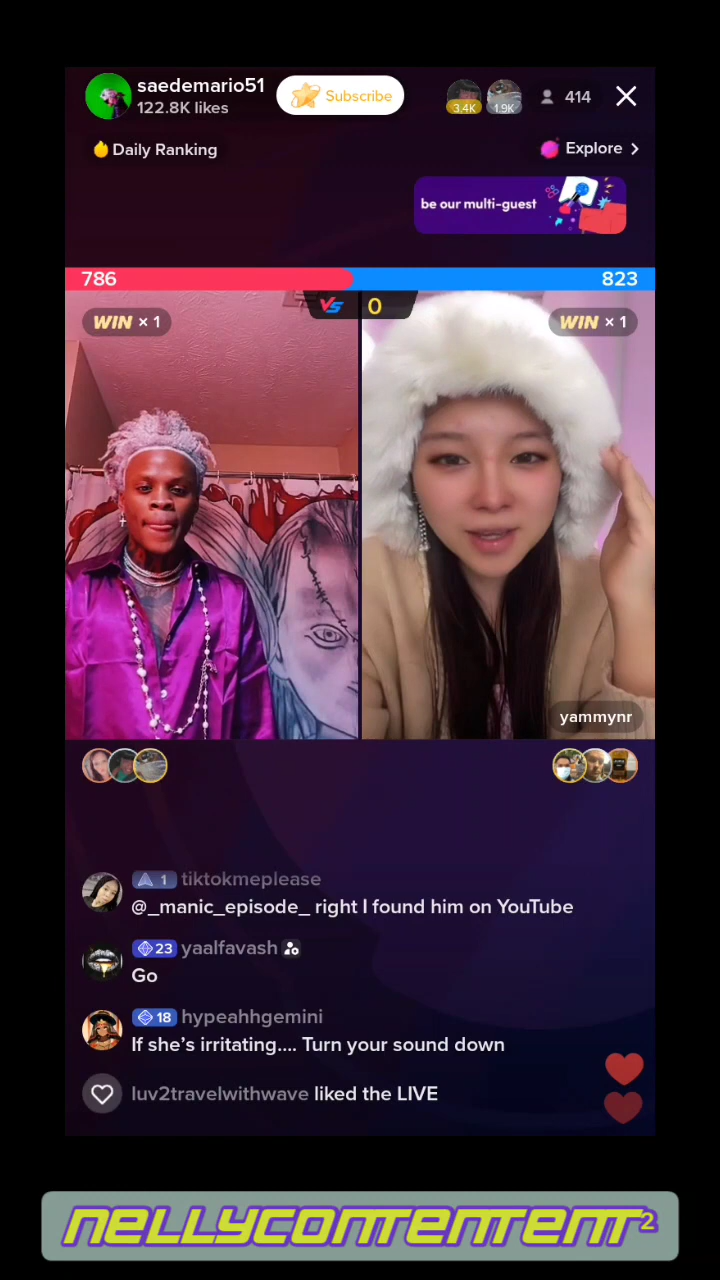 saedemario51
122.8K likes
Subscribe
3.4K
1.9K
414
Daily Ranking
Explore
be our multi-guest
786
823
VS
0
WIN × 1
WIN × 1
yammynr
1 tiktokmeplease
@_manic_episode_ right I found him on YouTube
23 yaalfavash
Go
18 hypeahhgemini
If she's irritating.... Turn your sound down
luv2travelwithwave liked the LIVE
NELLYCONTENTENT²